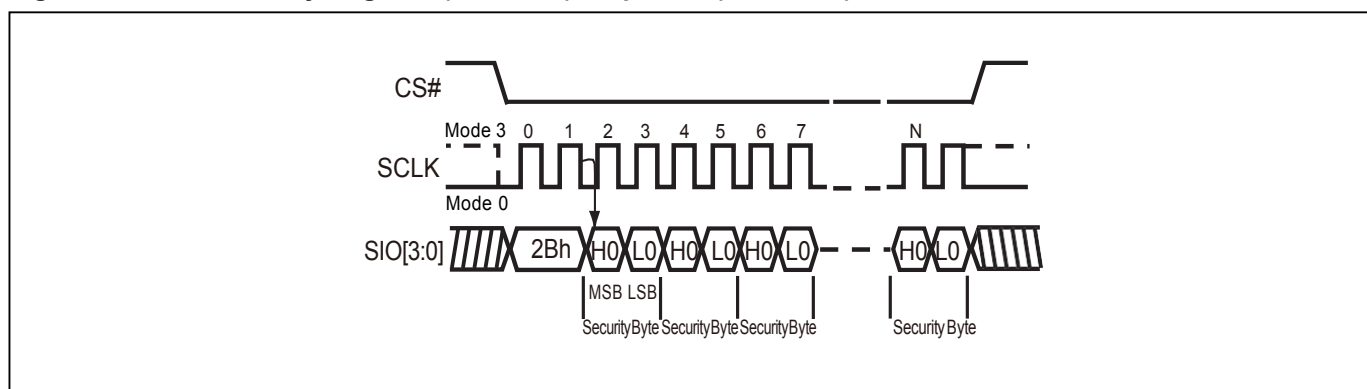 CS#
Mode 3 0 1 2 3 4 5 6 7 N
SCLK
Mode 0
SIO[3:0] 2Bh H0 L0 H0 L0 H0 L0 H0 L0
MSB LSB
Security Byte Security Byte Security Byte Security Byte